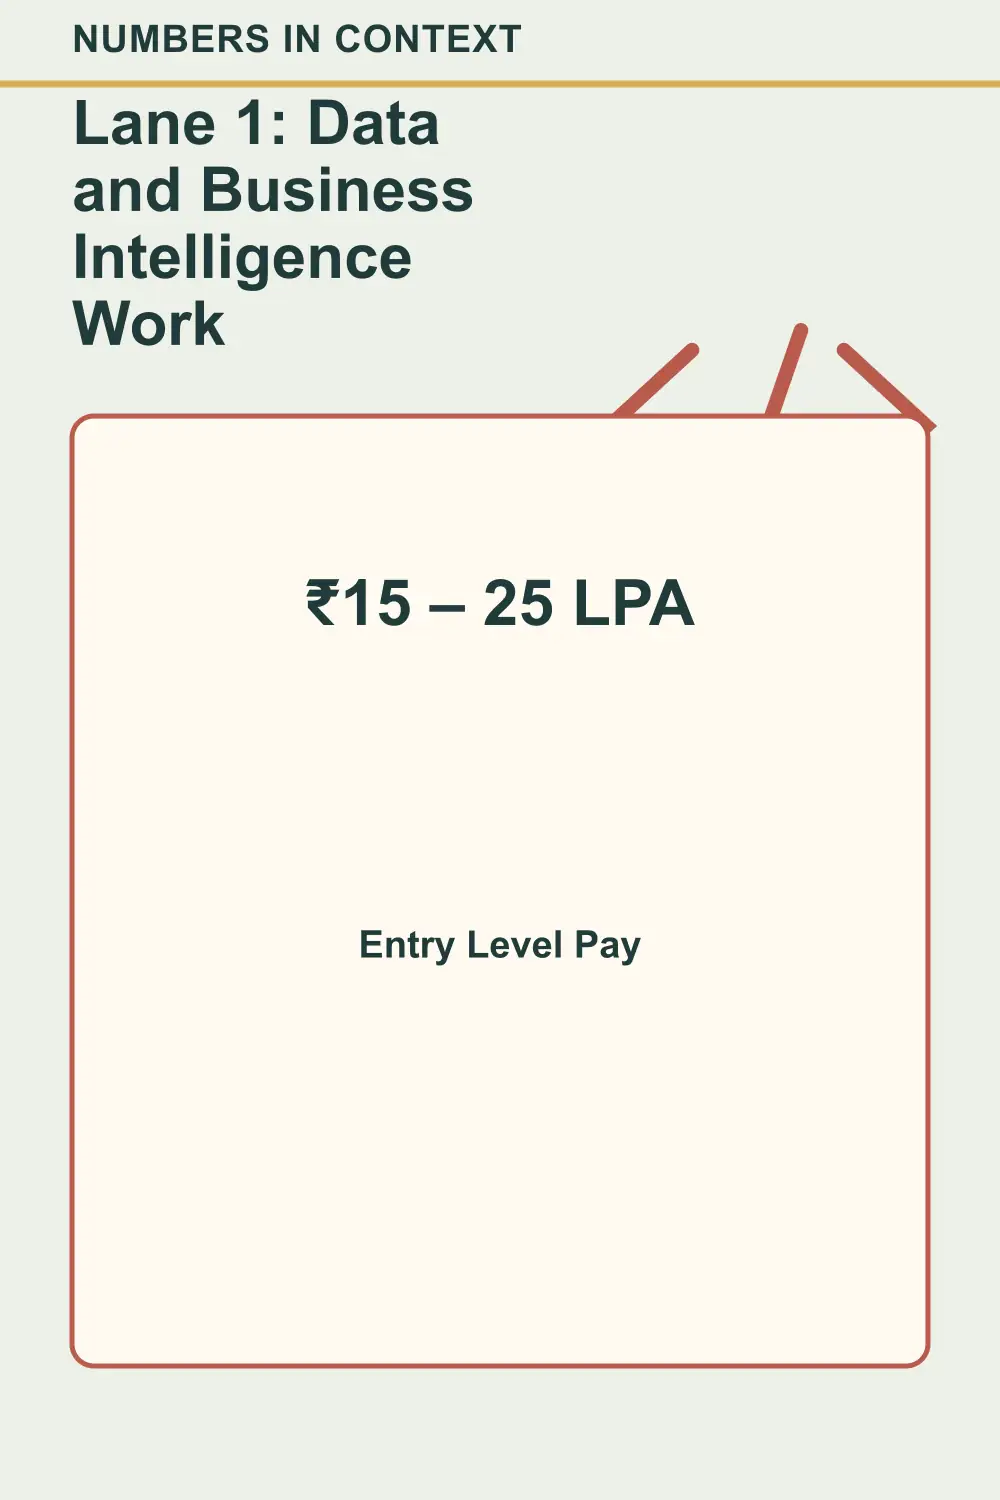 NUMBERS IN CONTEXT
Lane 1: Data
and Business
Intelligence
Work
₹15 – 25 LPA
Entry Level Pay